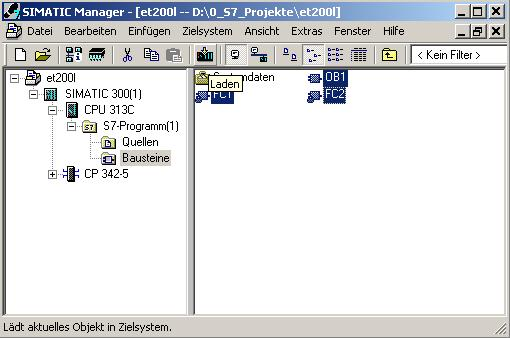 SIMATIC Manager - [et200l -- D:\0_S7_Projekte\et200l]
Datei Bearbeiten Einfügen Zielsystem Ansicht Extras Fenster Hilfe
< Kein Filter >
et200l
SIMATIC 300(1)
CPU 313C
S7-Programm(1)
Quellen
Bausteine
CP 342-5
OB1
Laden
FC1 FC2
Lädt aktuelles Objekt in Zielsystem.